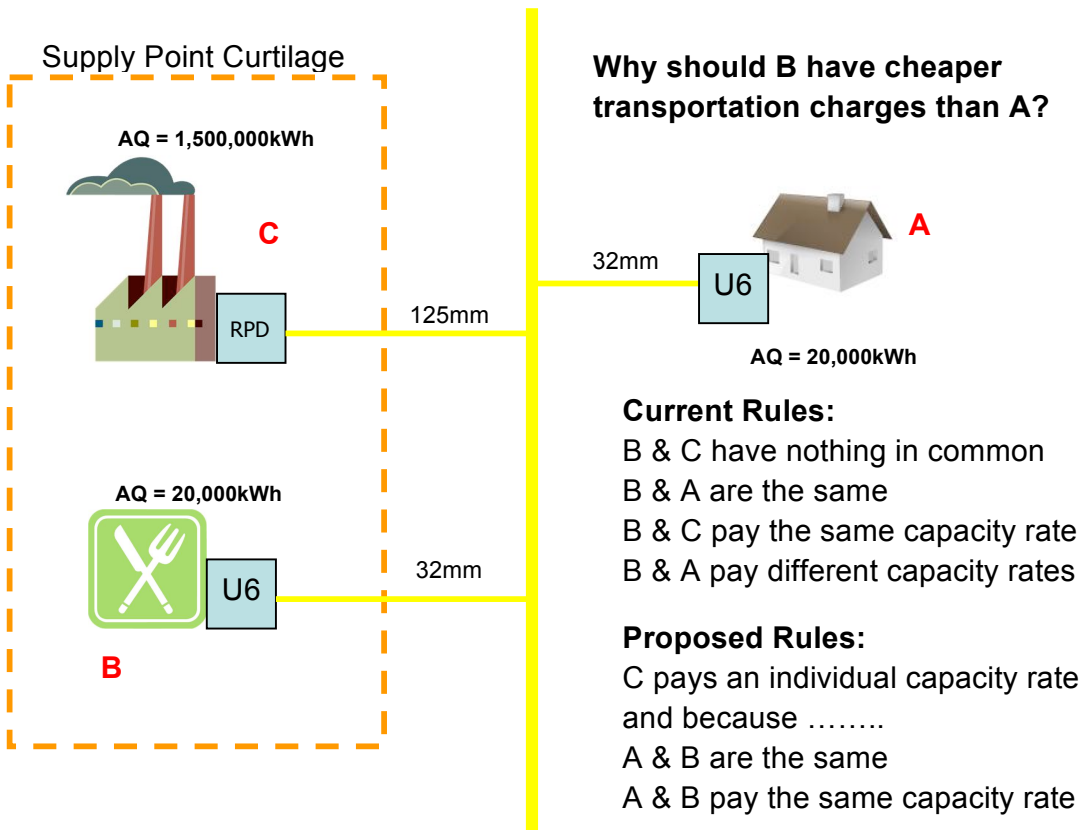 Supply Point Curtilage
AQ = 1,500,000kWh
C
RPD
125mm
AQ = 20,000kWh
U6
32mm
B
Why should B have cheaper
transportation charges than A?
A
32mm
U6
AQ = 20,000kWh
Current Rules:
B & C have nothing in common
B & A are the same
B & C pay the same capacity rate
B & A pay different capacity rates
Proposed Rules:
C pays an individual capacity rate
and because ........
A & B are the same
A & B pay the same capacity rate